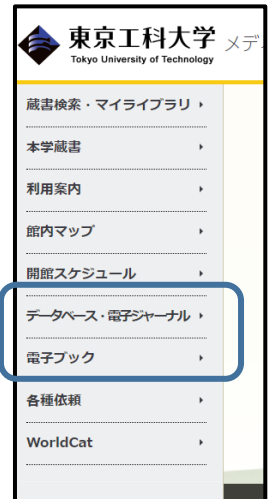 東京工科大学 メデ
Tokyo University of Technology
蔵書検索・マイライブラリ
本学蔵書
利用案内
館内マップ
開館スケジュール
データベース・電子ジャーナル
電子ブック
各種依頼
WorldCat